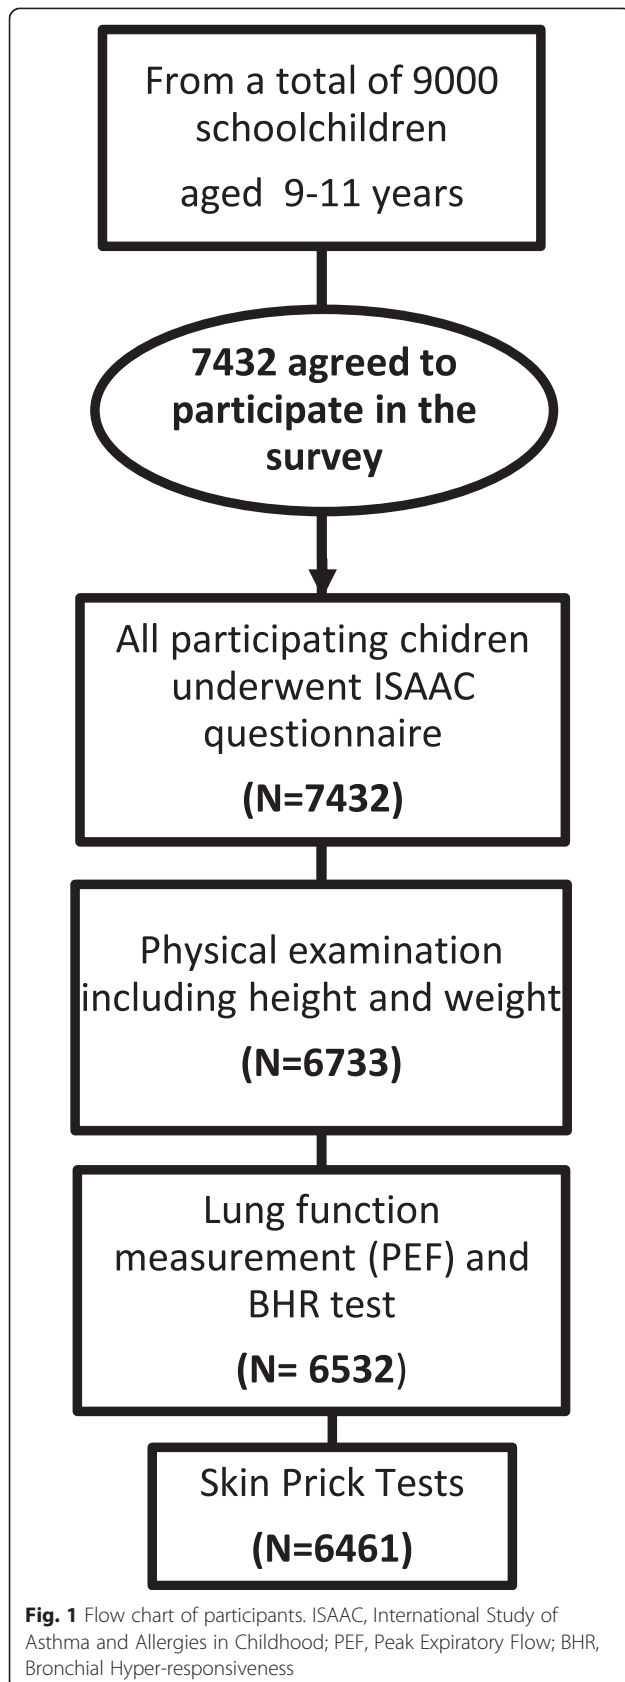 From a total of 9000
schoolchildren
aged 9-11 years
7432 agreed to
participate in the
survey
All participating chidren
underwent ISAAC
questionnaire
(N=7432)
Physical examination
including height and weight
(N=6733)
Lung function
measurement (PEF) and
BHR test
(N= 6532)
Skin Prick Tests
(N=6461)
Fig. 1 Flow chart of participants. ISAAC, International Study of
Asthma and Allergies in Childhood; PEF, Peak Expiratory Flow; BHR,
Bronchial Hyper-responsiveness